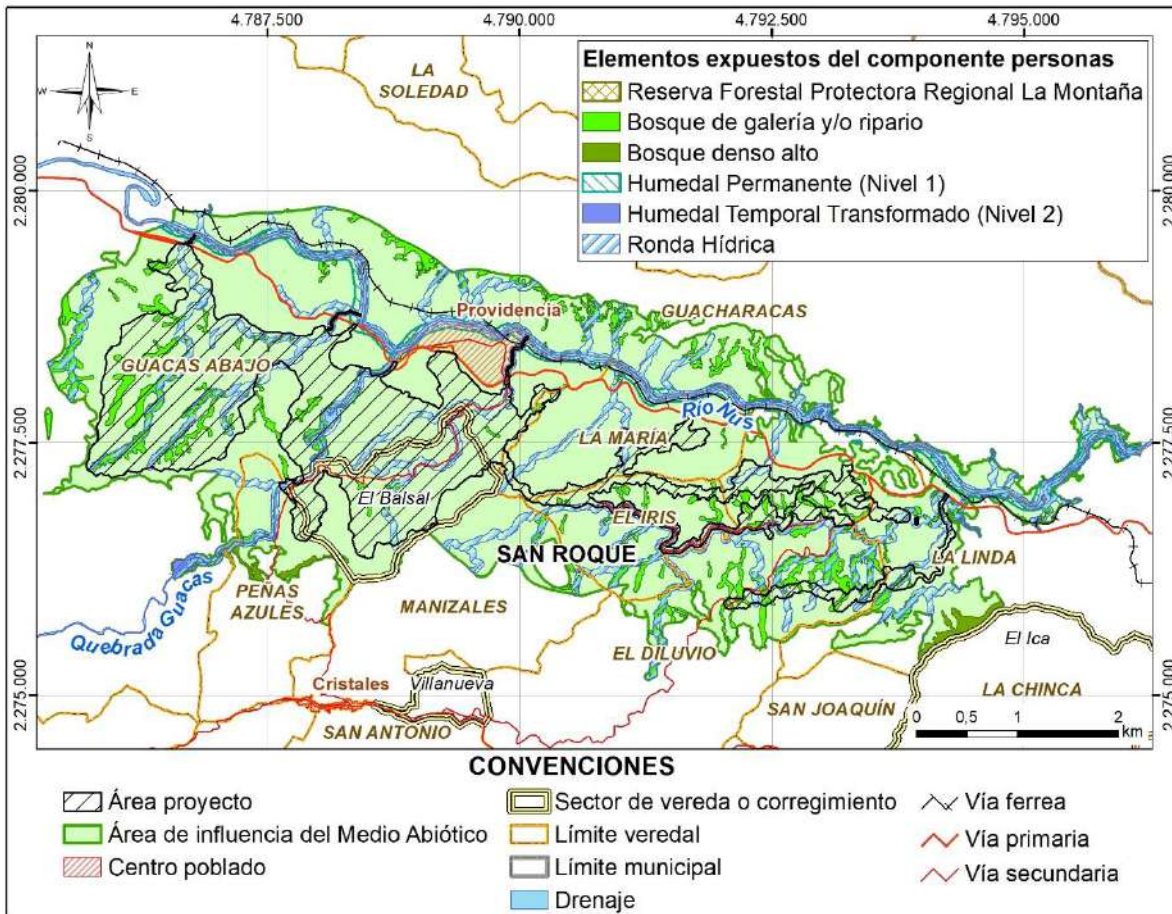 4.787.500
4.790.000
4.792.500
4.795.000
N
W
E
S
LA
SOLEDAD
Elementos expuestos del componente personas
Reserva Forestal Protectora Regional La Montaña
Bosque de galería y/o ripario
Bosque denso alto
Humedal Permanente (Nivel 1)
Humedal Temporal Transformado (Nivel 2)
Ronda Hídrica
2.280.000
2.280.000
Providencia
GUACHARACAS
GUACAS ABAJO
Río Nus
2.277.500
2.277.500
LA MARÍA
El Balsal
EL IRIS
SAN ROQUE
LA LINDA
PEÑAS
AZULES
MANIZALES
Quebrada Guacas
EL DILUVIO
El Ica
Cristales
Villanueva
LA CHINCA
2.275.000
2.275.000
SAN ANTONIO
SAN JOAQUÍN
0 0,5 1 2
km
CONVENCIONES
Área proyecto
Área de influencia del Medio Abiótico
Centro poblado
Sector de vereda o corregimiento
Límite veredal
Límite municipal
Drenaje
Vía ferrea
Vía primaria
Vía secundaria